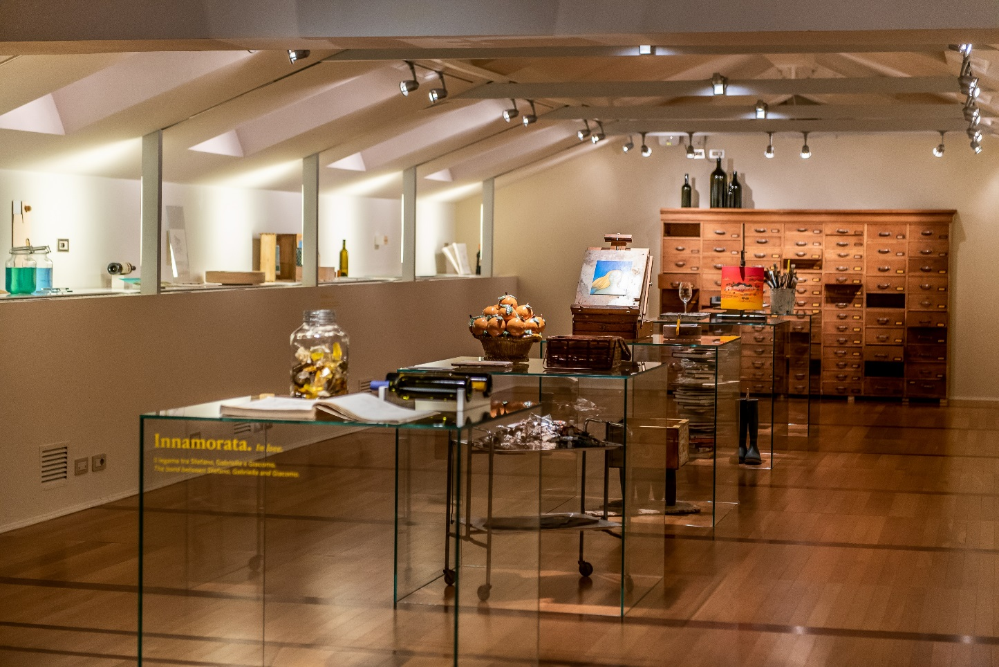 Innamorata. In love.
Il legame tra Stefano, Gabriella e Giacomo.
The bond between Stefano, Gabriella and Giacomo.